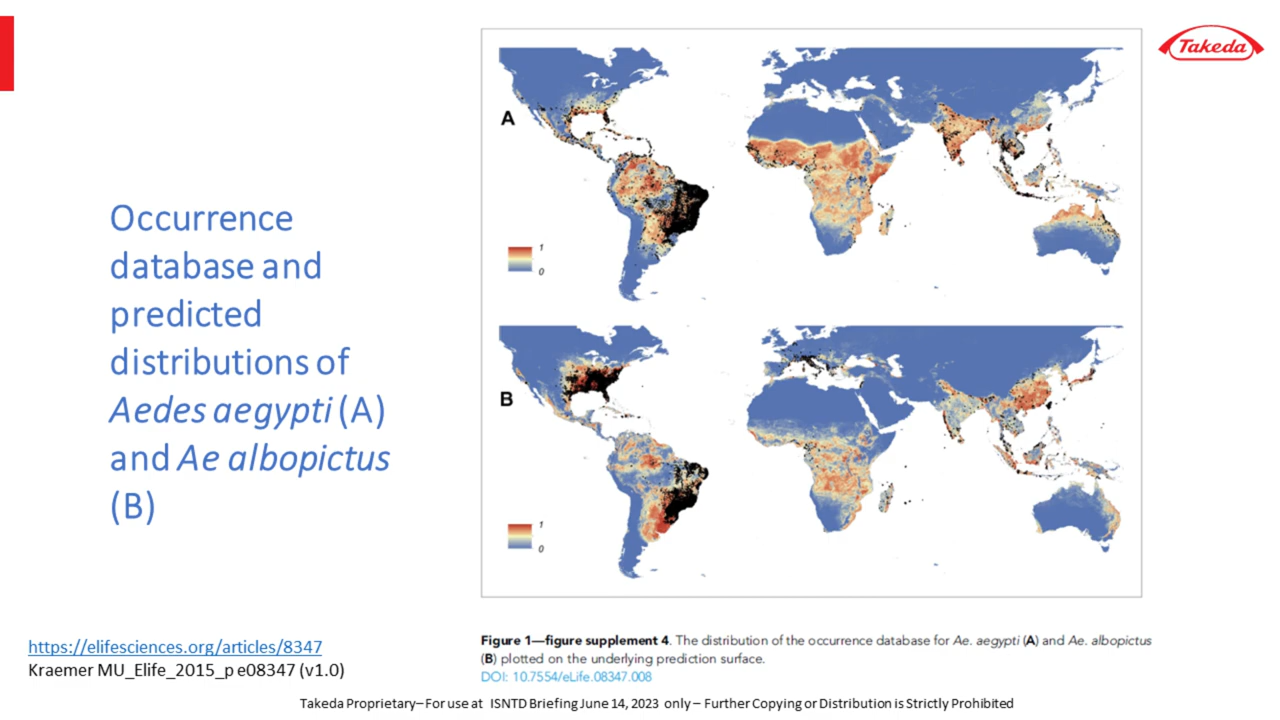 Takeda
Occurrence
database and
predicted
distributions of
Aedes aegypti (A)
and Ae albopictus
(B)
A
1
0
B
1
0
https://elifesciences.org/articles/8347
Kraemer MU_Elife_2015_p e08347 (v1.0)
Figure 1—figure supplement 4. The distribution of the occurrence database for Ae. aegypti (A) and Ae. albopictus
(B) plotted on the underlying prediction surface.
DOI: 10.7554/eLife.08347.008
Takeda Proprietary– For use at ISNTD Briefing June 14, 2023 only – Further Copying or Distribution is Strictly Prohibited